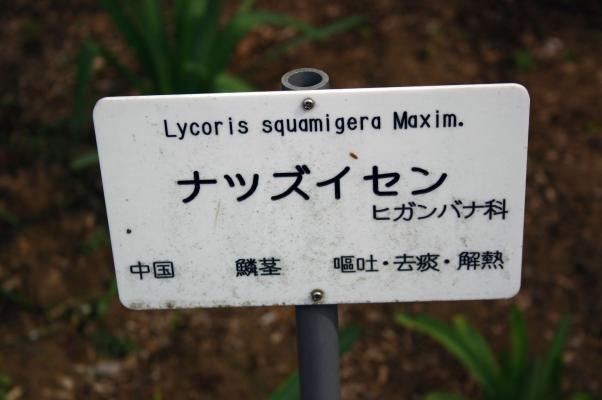 Lycoris squamigera Maxim.
ナツズイセン
ヒガンバナ科
中国 鱗茎 嘔吐・去痰・解熱